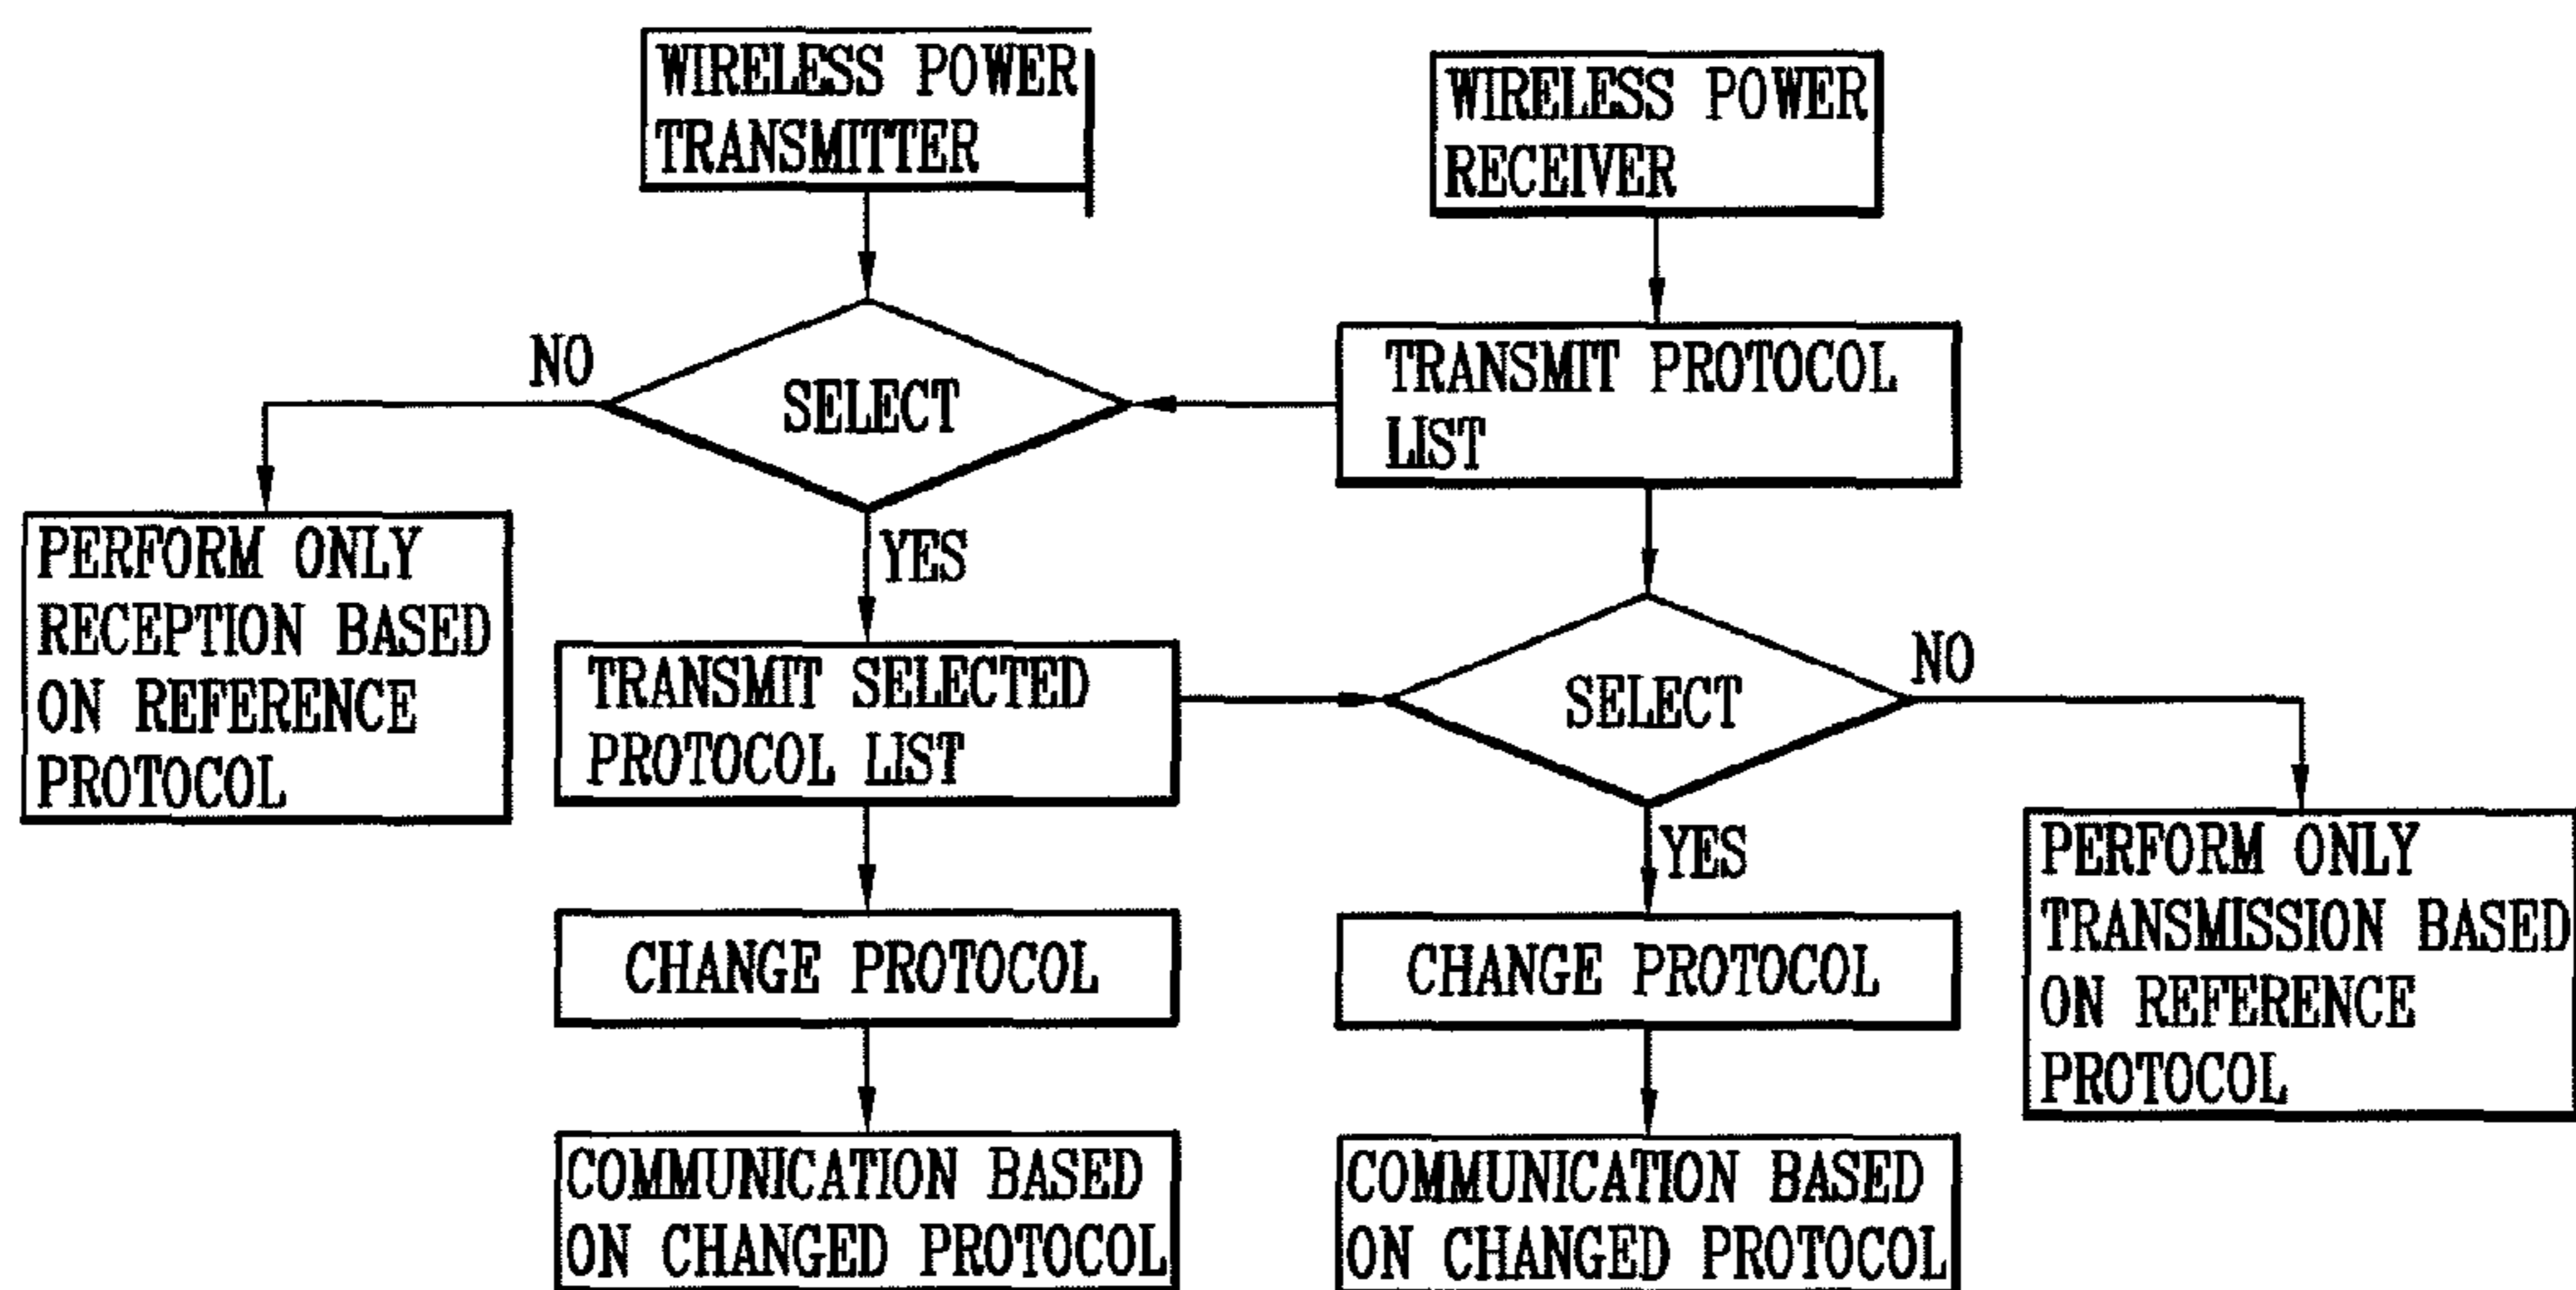 WIRELESS POWER
TRANSMITTER
WIRELESS POWER
RECEIVER
NO
SELECT
TRANSMIT PROTOCOL
LIST
PERFORM ONLY
RECEPTION BASED
ON REFERENCE
PROTOCOL
YES
TRANSMIT SELECTED
PROTOCOL LIST
SELECT
NO
YES
PERFORM ONLY
TRANSMISSION BASED
ON REFERENCE
PROTOCOL
CHANGE PROTOCOL
CHANGE PROTOCOL
COMMUNICATION BASED
ON CHANGED PROTOCOL
COMMUNICATION BASED
ON CHANGED PROTOCOL